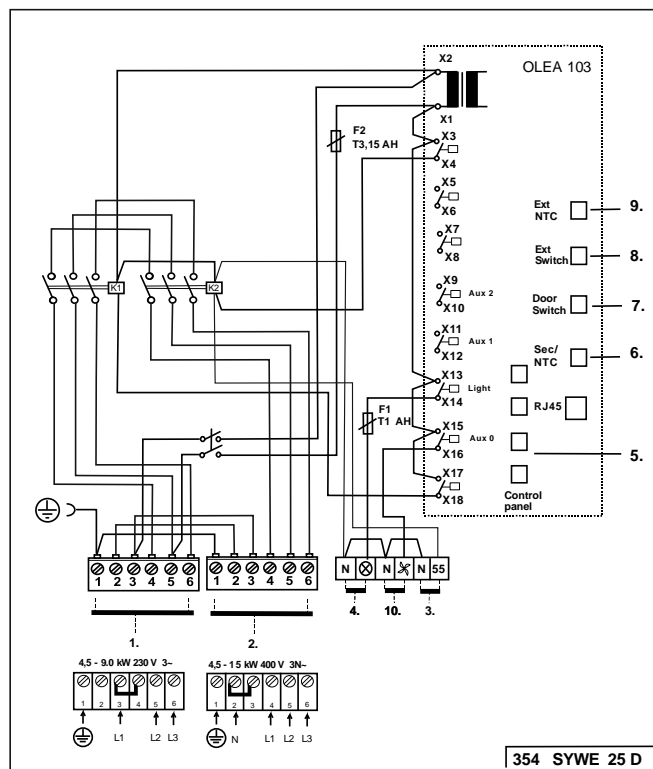 X2
OLEA 103
X1
F2
T3,15 AH
X3
X4
X5
X6
X7
X8
X9
Aux 2
X10
X11
Aux 1
X12
X13
Light
X14
X15
Aux 0
X16
X17
X18
Ext
NTC
9.
Ext
Switch
8.
Door
Switch
7.
Sec/
NTC
6.
RJ45
5.
Control
panel
K1
K2
F1
T1 AH
1 2 3 4 5 6
1 2 3 4 5 6
N N N 55
1.
2.
4.
10.
3.
4,5 - 9.0 kW 230 V 3~
4,5 - 15 kW 400 V 3N~
1 2 3 4 5 6
1 2 3 4 5 6
L1 L2 L3
N L1 L2 L3
354 SYWE 25 D